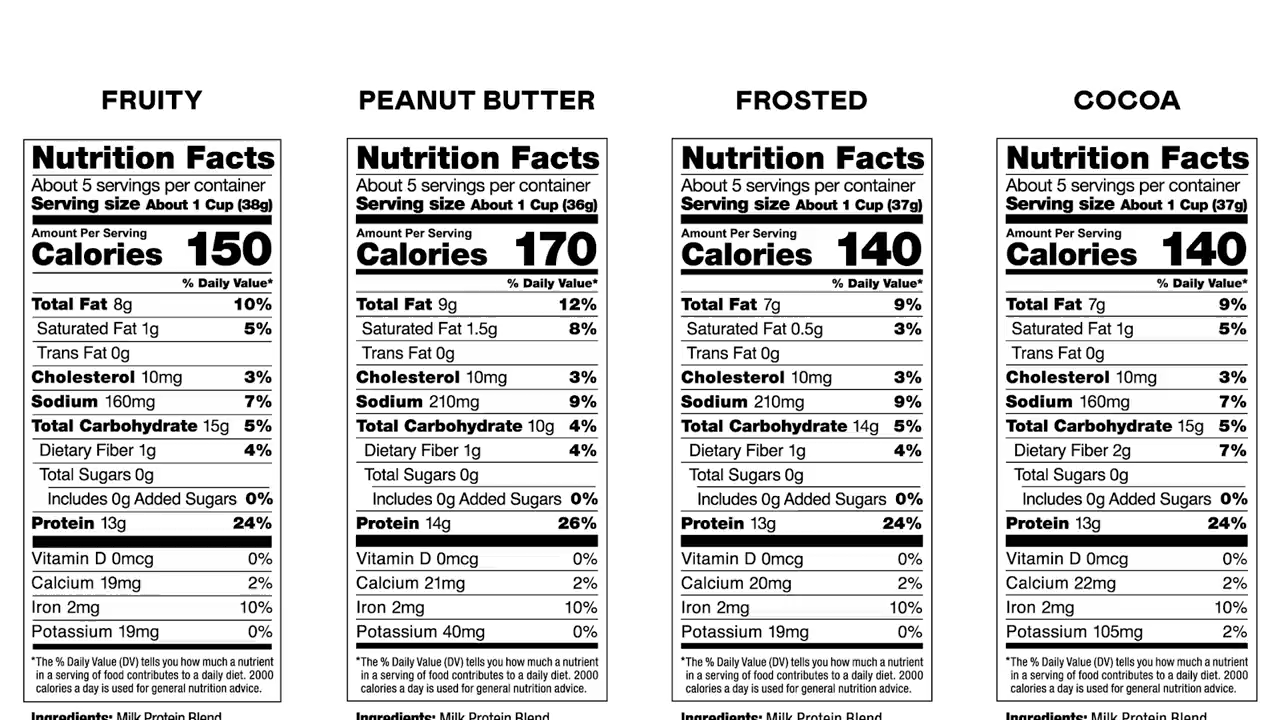 FRUITY
Nutrition Facts
About 5 servings per container
Serving size About 1 Cup (38g)
Amount Per Serving
Calories 150
% Daily Value*
Total Fat 8g 10%
Saturated Fat 1g 5%
Trans Fat 0g
Cholesterol 10mg 3%
Sodium 160mg 7%
Total Carbohydrate 15g 5%
Dietary Fiber 1g 4%
Total Sugars 0g
Includes 0g Added Sugars 0%
Protein 13g 24%
Vitamin D 0mcg 0%
Calcium 19mg 2%
Iron 2mg 10%
Potassium 19mg 0%
*The % Daily Value (DV) tells you how much a nutrient
in a serving of food contributes to a daily diet. 2000
calories a day is used for general nutrition advice.
Ingredients: Milk Protein Blend
PEANUT BUTTER
Nutrition Facts
About 5 servings per container
Serving size About 1 Cup (36g)
Amount Per Serving
Calories 170
% Daily Value*
Total Fat 9g 12%
Saturated Fat 1.5g 8%
Trans Fat 0g
Cholesterol 10mg 3%
Sodium 210mg 9%
Total Carbohydrate 10g 4%
Dietary Fiber 1g 4%
Total Sugars 0g
Includes 0g Added Sugars 0%
Protein 14g 26%
Vitamin D 0mcg 0%
Calcium 21mg 2%
Iron 2mg 10%
Potassium 40mg 0%
*The % Daily Value (DV) tells you how much a nutrient
in a serving of food contributes to a daily diet. 2000
calories a day is used for general nutrition advice.
Ingredients: Milk Protein Blend
FROSTED
Nutrition Facts
About 5 servings per container
Serving size About 1 Cup (37g)
Amount Per Serving
Calories 140
% Daily Value*
Total Fat 7g 9%
Saturated Fat 0.5g 3%
Trans Fat 0g
Cholesterol 10mg 3%
Sodium 210mg 9%
Total Carbohydrate 14g 5%
Dietary Fiber 1g 4%
Total Sugars 0g
Includes 0g Added Sugars 0%
Protein 13g 24%
Vitamin D 0mcg 0%
Calcium 20mg 2%
Iron 2mg 10%
Potassium 19mg 0%
*The % Daily Value (DV) tells you how much a nutrient
in a serving of food contributes to a daily diet. 2000
calories a day is used for general nutrition advice.
Ingredients: Milk Protein Blend
COCOA
Nutrition Facts
About 5 servings per container
Serving size About 1 Cup (37g)
Amount Per Serving
Calories 140
% Daily Value*
Total Fat 7g 9%
Saturated Fat 1g 5%
Trans Fat 0g
Cholesterol 10mg 3%
Sodium 160mg 7%
Total Carbohydrate 15g 5%
Dietary Fiber 2g 7%
Total Sugars 0g
Includes 0g Added Sugars 0%
Protein 13g 24%
Vitamin D 0mcg 0%
Calcium 22mg 2%
Iron 2mg 10%
Potassium 105mg 2%
*The % Daily Value (DV) tells you how much a nutrient
in a serving of food contributes to a daily diet. 2000
calories a day is used for general nutrition advice.
Ingredients: Milk Protein Blend